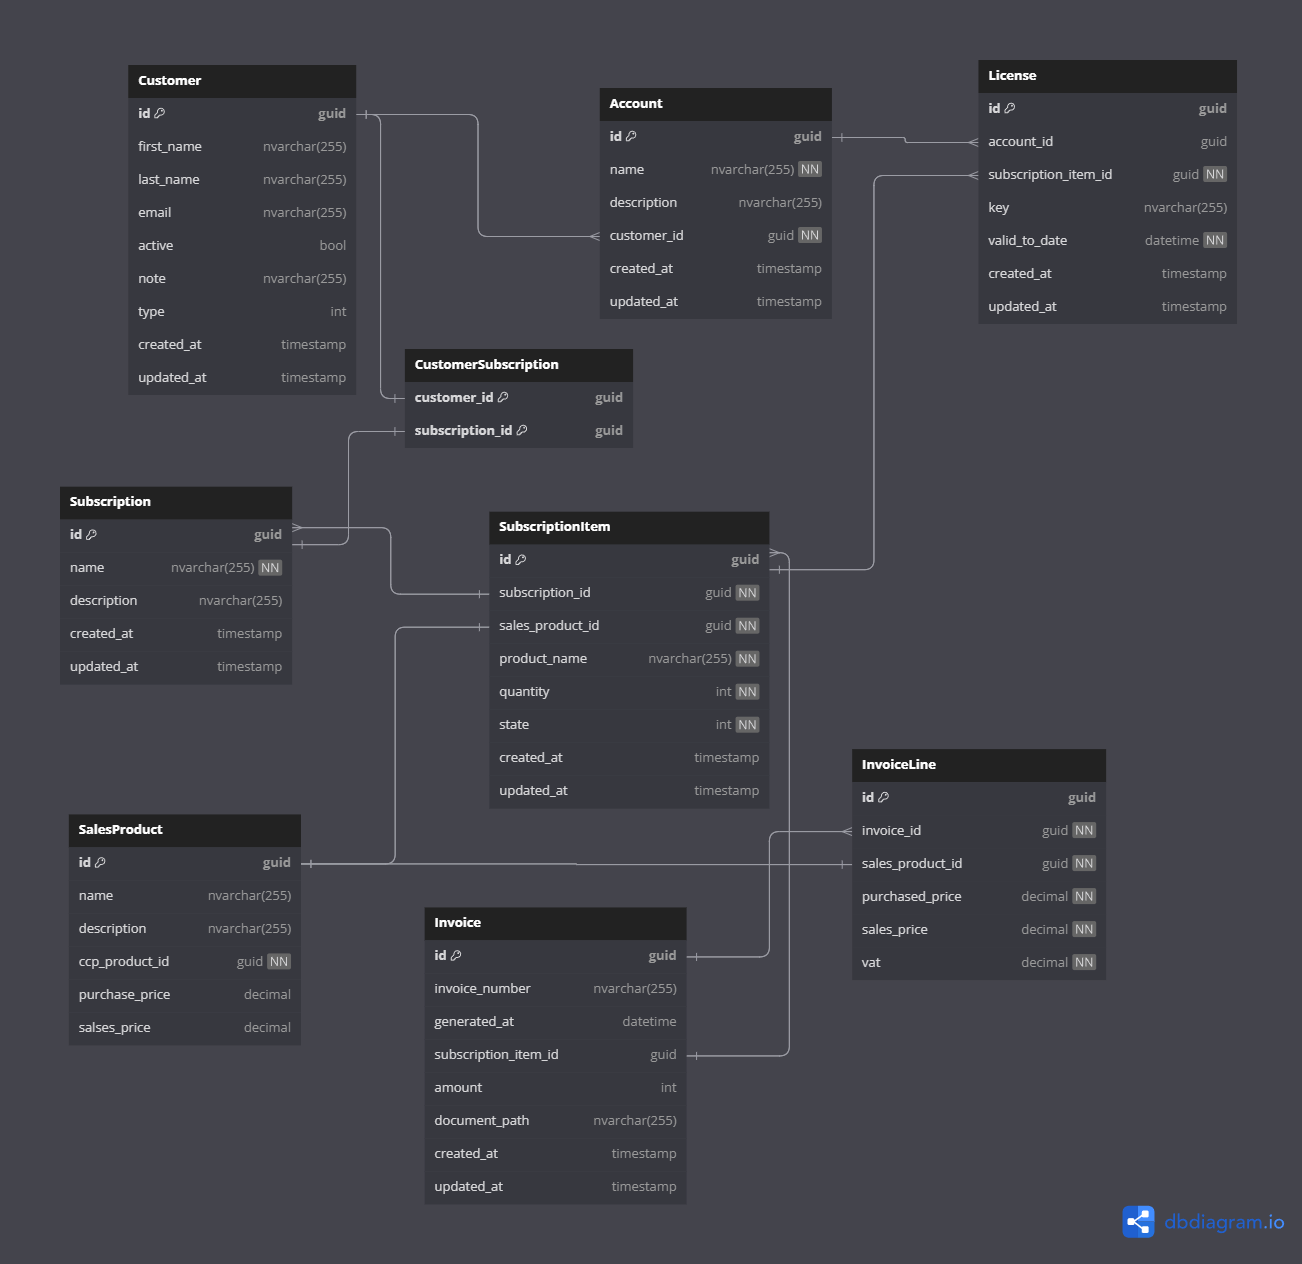 Customer
id guid
first_name nvarchar(255)
last_name nvarchar(255)
email nvarchar(255)
active bool
note nvarchar(255)
type int
created_at timestamp
updated_at timestamp
Account
id guid
name nvarchar(255) NN
description nvarchar(255)
customer_id guid NN
created_at timestamp
updated_at timestamp
License
id guid
account_id guid
subscription_item_id guid NN
key nvarchar(255)
valid_to_date datetime NN
created_at timestamp
updated_at timestamp
CustomerSubscription
customer_id guid
subscription_id guid
Subscription
id guid
name nvarchar(255) NN
description nvarchar(255)
created_at timestamp
updated_at timestamp
SubscriptionItem
id guid
subscription_id guid NN
sales_product_id guid NN
product_name nvarchar(255) NN
quantity int NN
state int NN
created_at timestamp
updated_at timestamp
InvoiceLine
id guid
invoice_id guid NN
sales_product_id guid NN
purchased_price decimal NN
sales_price decimal NN
vat decimal NN
SalesProduct
id guid
name nvarchar(255)
description nvarchar(255)
ccp_product_id guid NN
purchase_price decimal
salses_price decimal
Invoice
id guid
invoice_number nvarchar(255)
generated_at datetime
subscription_item_id guid
amount int
document_path nvarchar(255)
created_at timestamp
updated_at timestamp
dbdiagram.io